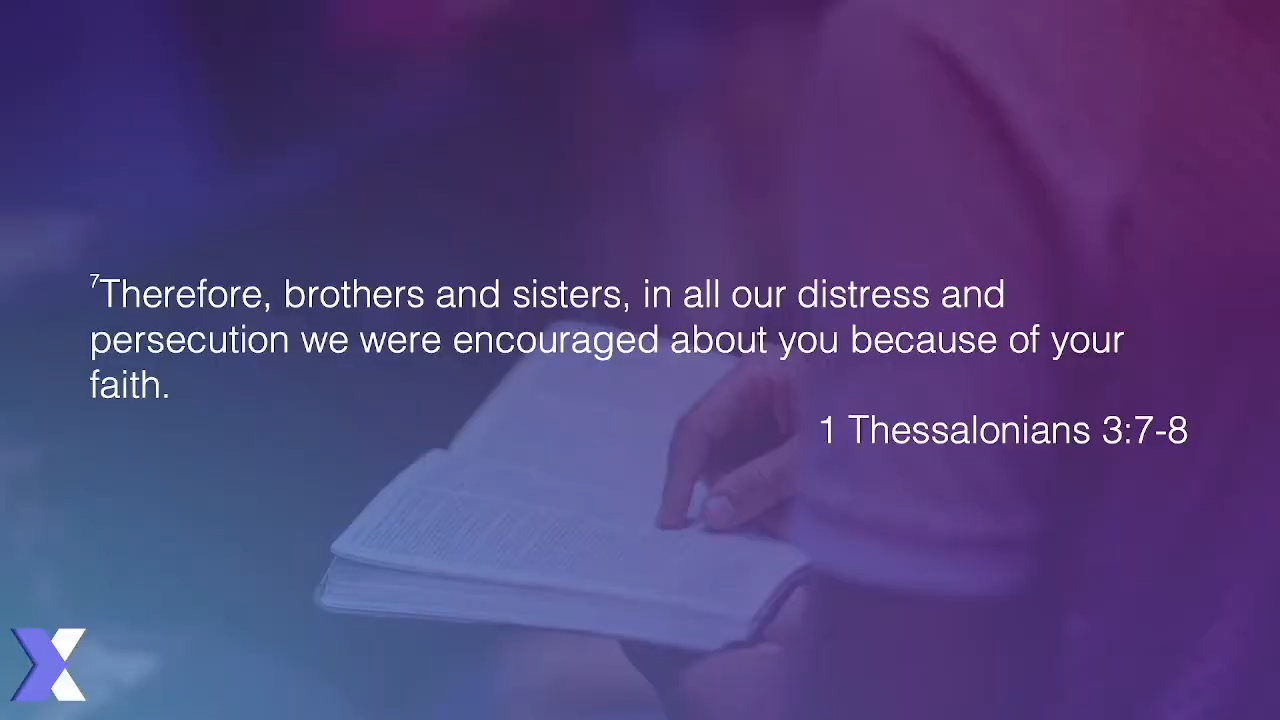 ⁷Therefore, brothers and sisters, in all our distress and
persecution we were encouraged about you because of your
faith.
1 Thessalonians 3:7-8